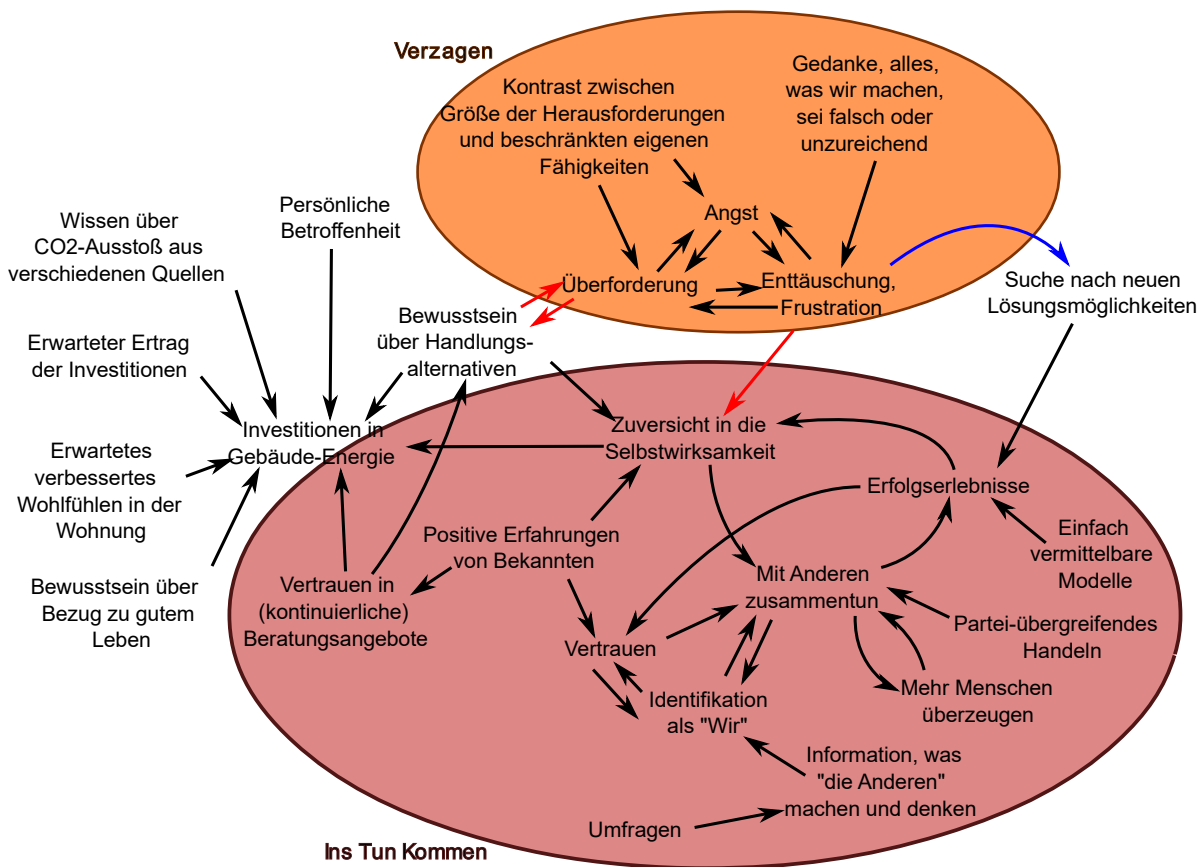 Verzagen
Kontrast zwischen
Größe der Herausforderungen
und beschränkten eigenen
Fähigkeiten
Gedanke, alles,
was wir machen,
sei falsch oder
unzureichend
Angst
Überforderung
Enttäuschung,
Frustration
Suche nach neuen
Lösungsmöglichkeiten
Persönliche
Betroffenheit
Wissen über
CO2-Ausstoß aus
verschiedenen Quellen
Bewusstsein
über Handlungs-
alternativen
Erwarteter Ertrag
der Investitionen
Investitionen in
Gebäude-Energie
Zuversicht in die
Selbstwirksamkeit
Erwartetes
verbessertes
Wohlfühlen in der
Wohnung
Erfolgserlebnisse
Positive Erfahrungen
von Bekannten
Einfach
vermittelbare
Modelle
Bewusstsein über
Bezug zu gutem
Leben
Vertrauen in
(kontinuierliche)
Beratungsangebote
Mit Anderen
zusammentun
Partei-übergreifendes
Handeln
Vertrauen
Identifikation
als "Wir"
Mehr Menschen
überzeugen
Information, was
"die Anderen"
machen und denken
Umfragen
Ins Tun Kommen